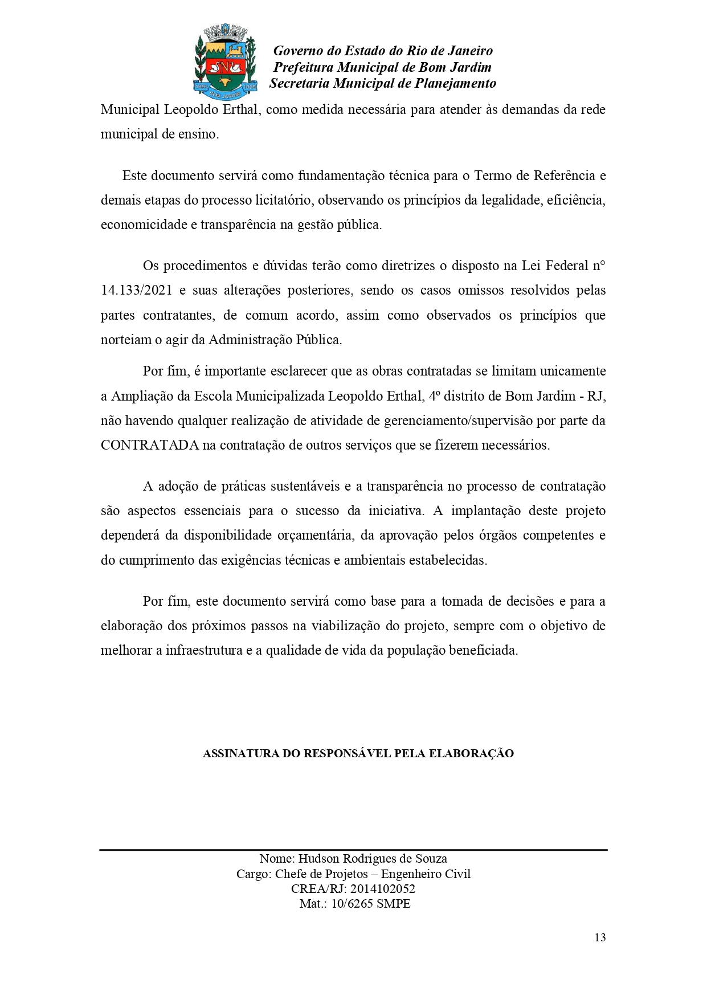 Governo do Estado do Rio de Janeiro
Prefeitura Municipal de Bom Jardim
Secretaria Municipal de Planejamento
N
BOM JARDIM
Municipal Leopoldo Erthal, como medida necessária para atender às demandas da rede
municipal de ensino.
Este documento servirá como fundamentação técnica para o Termo de Referência e
demais etapas do processo licitatório, observando os princípios da legalidade, eficiência,
economicidade e transparência na gestão pública.
Os procedimentos e dúvidas terão como diretrizes o disposto na Lei Federal n°
14.133/2021 e suas alterações posteriores, sendo os casos omissos resolvidos pelas
partes contratantes, de comum acordo, assim como observados os princípios que
norteiam o agir da Administração Pública.
Por fim, é importante esclarecer que as obras contratadas se limitam unicamente
a Ampliação da Escola Municipalizada Leopoldo Erthal, 4º distrito de Bom Jardim - RJ,
não havendo qualquer realização de atividade de gerenciamento/supervisão por parte da
CONTRATADA na contratação de outros serviços que se fizerem necessários.
A adoção de práticas sustentáveis e a transparência no processo de contratação
são aspectos essenciais para o sucesso da iniciativa. A implantação deste projeto
dependerá da disponibilidade orçamentária, da aprovação pelos órgãos competentes e
do cumprimento das exigências técnicas e ambientais estabelecidas.
Por fim, este documento servirá como base para a tomada de decisões e para a
elaboração dos próximos passos na viabilização do projeto, sempre com o objetivo de
melhorar a infraestrutura e a qualidade de vida da população beneficiada.
ASSINATURA DO RESPONSÁVEL PELA ELABORAÇÃO
Nome: Hudson Rodrigues de Souza
Cargo: Chefe de Projetos – Engenheiro Civil
CREA/RJ: 2014102052
Mat.: 10/6265 SMPE
13